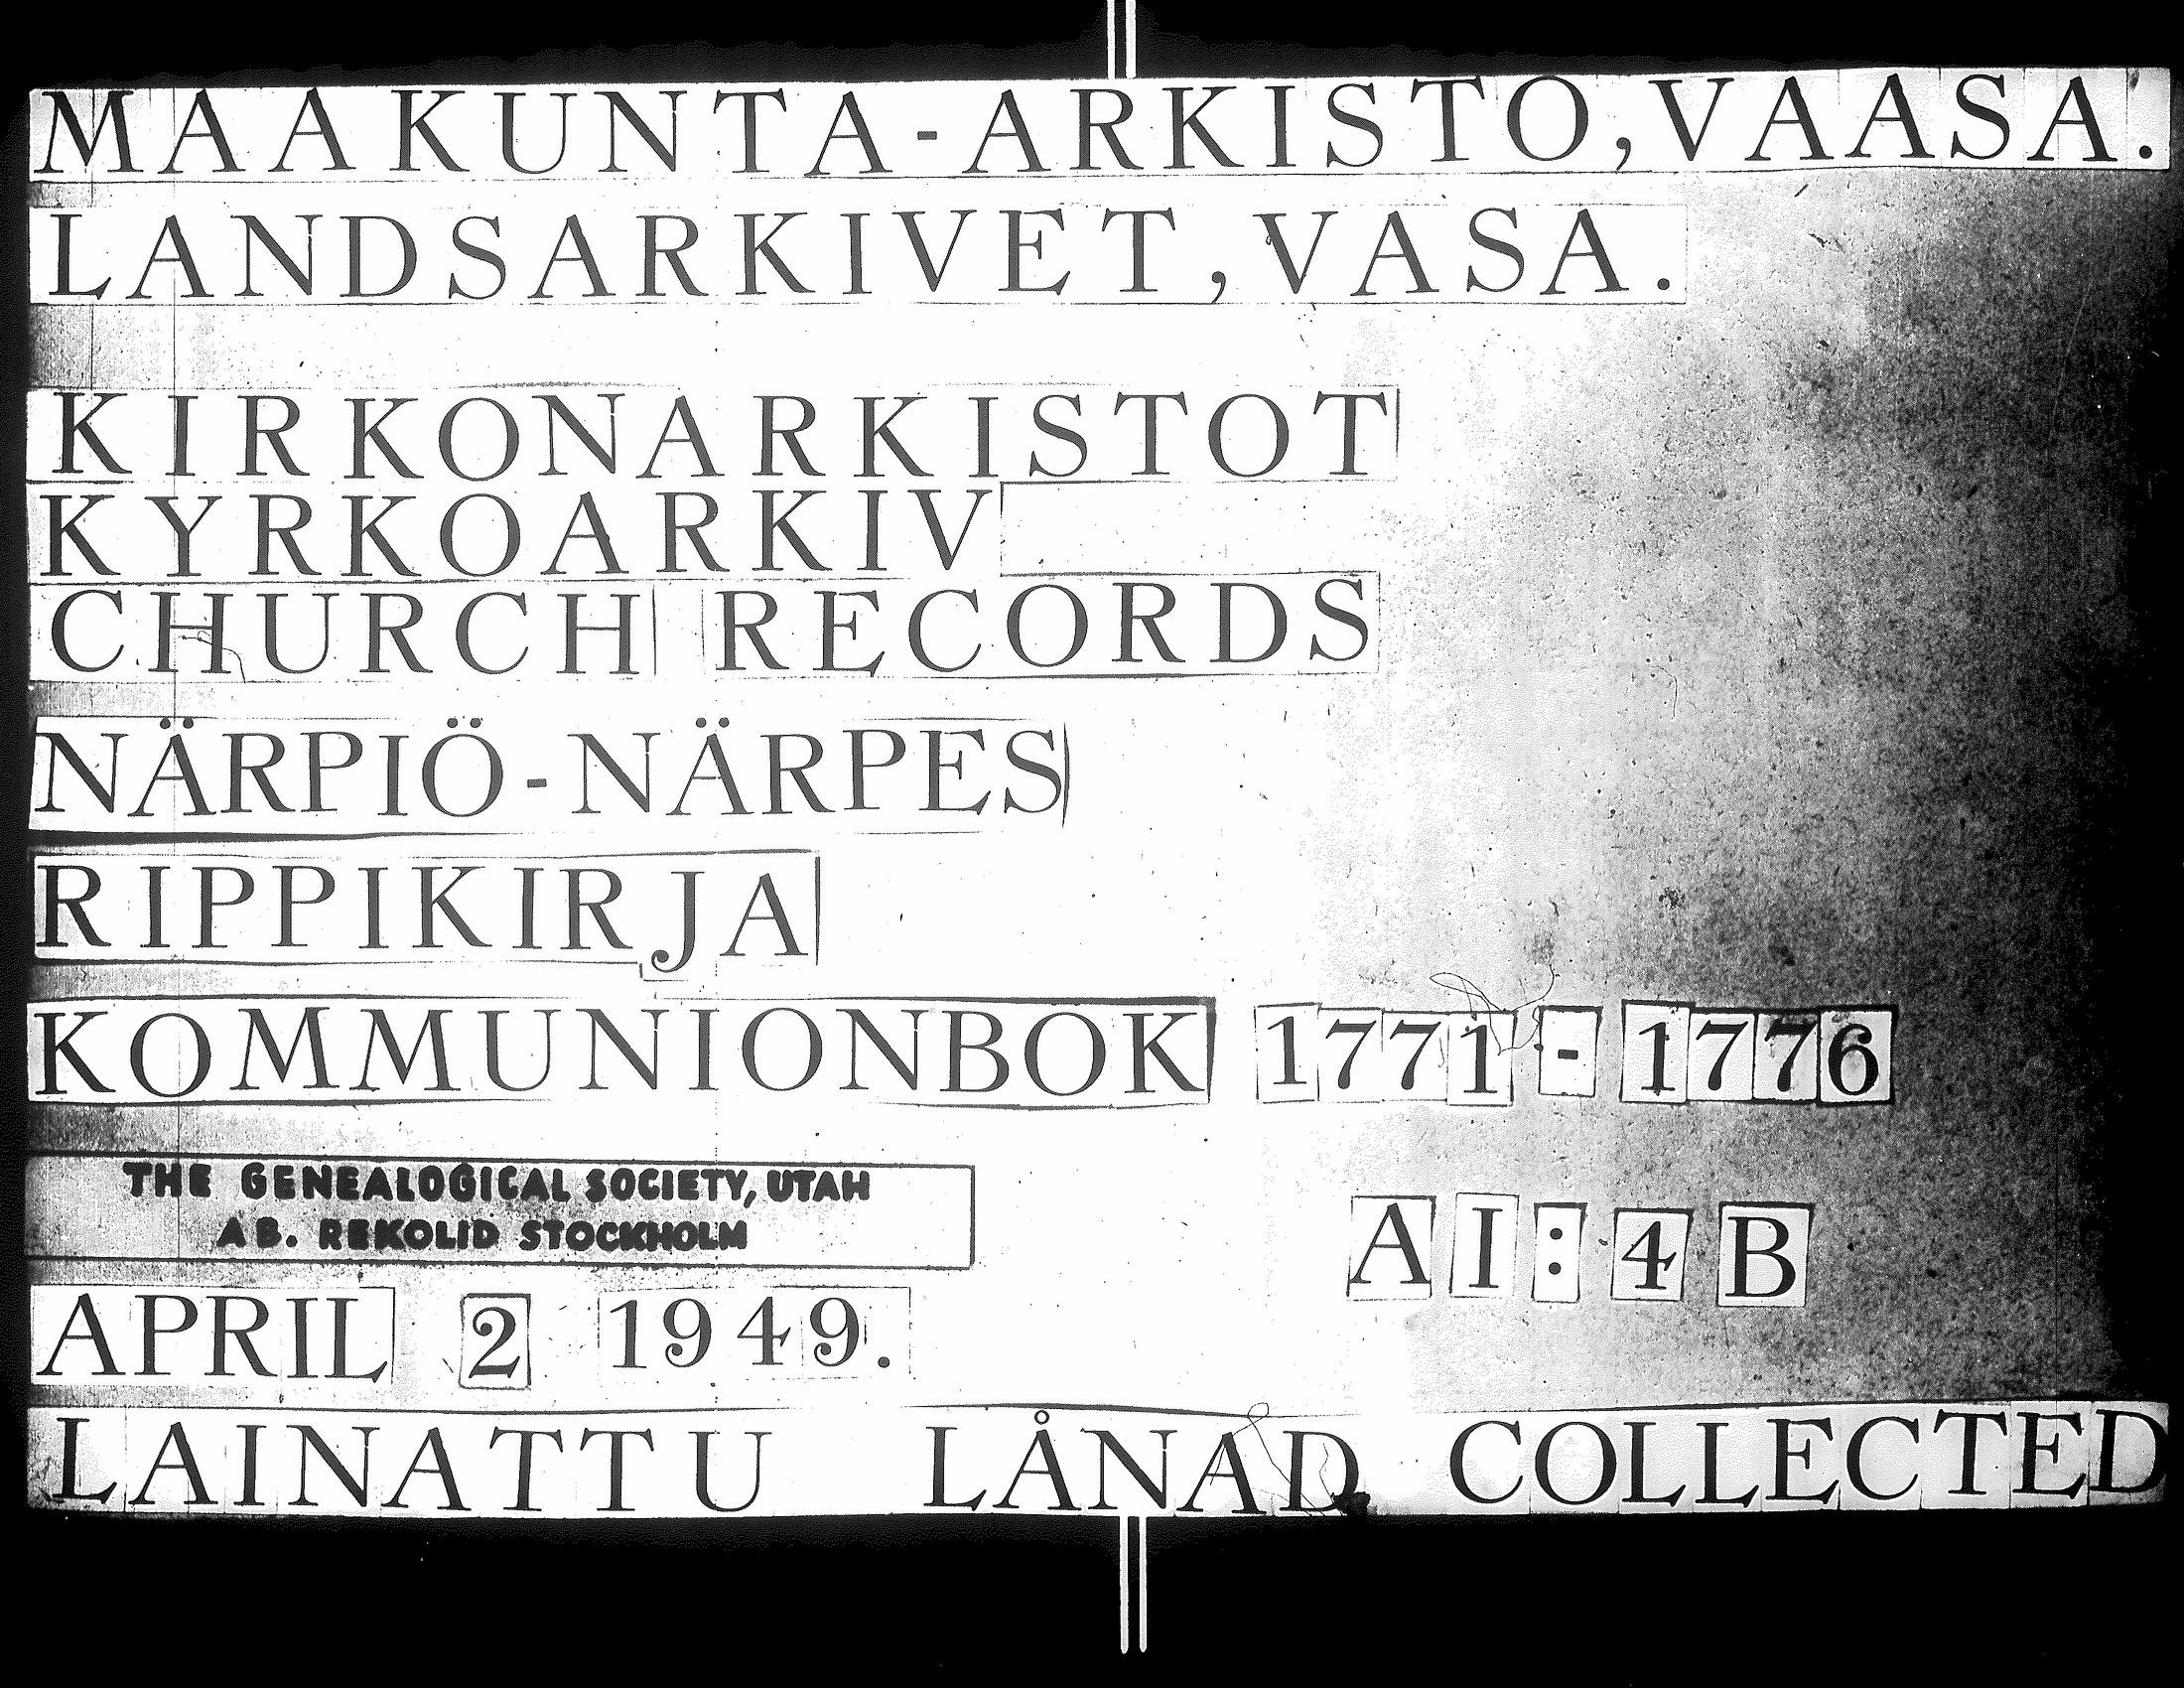 MAAKUNTA-ARKISTO, VAASA.
LANDSARKIVET, VASA.
KIRKONARKISTOT
KYRKOARKIV
CHURCH RECORDS
NÄRPIÖ-NÄRPES
RIPPIKIRJA
KOMMUNIONBOK 1771-1776
THE GENEALOGICAL SOCIETY, UTAH
AB. REKOLID STOCKHOLM
AI:4B
APRIL 2 1949.
LAINATTU LÅNAD COLLECTED